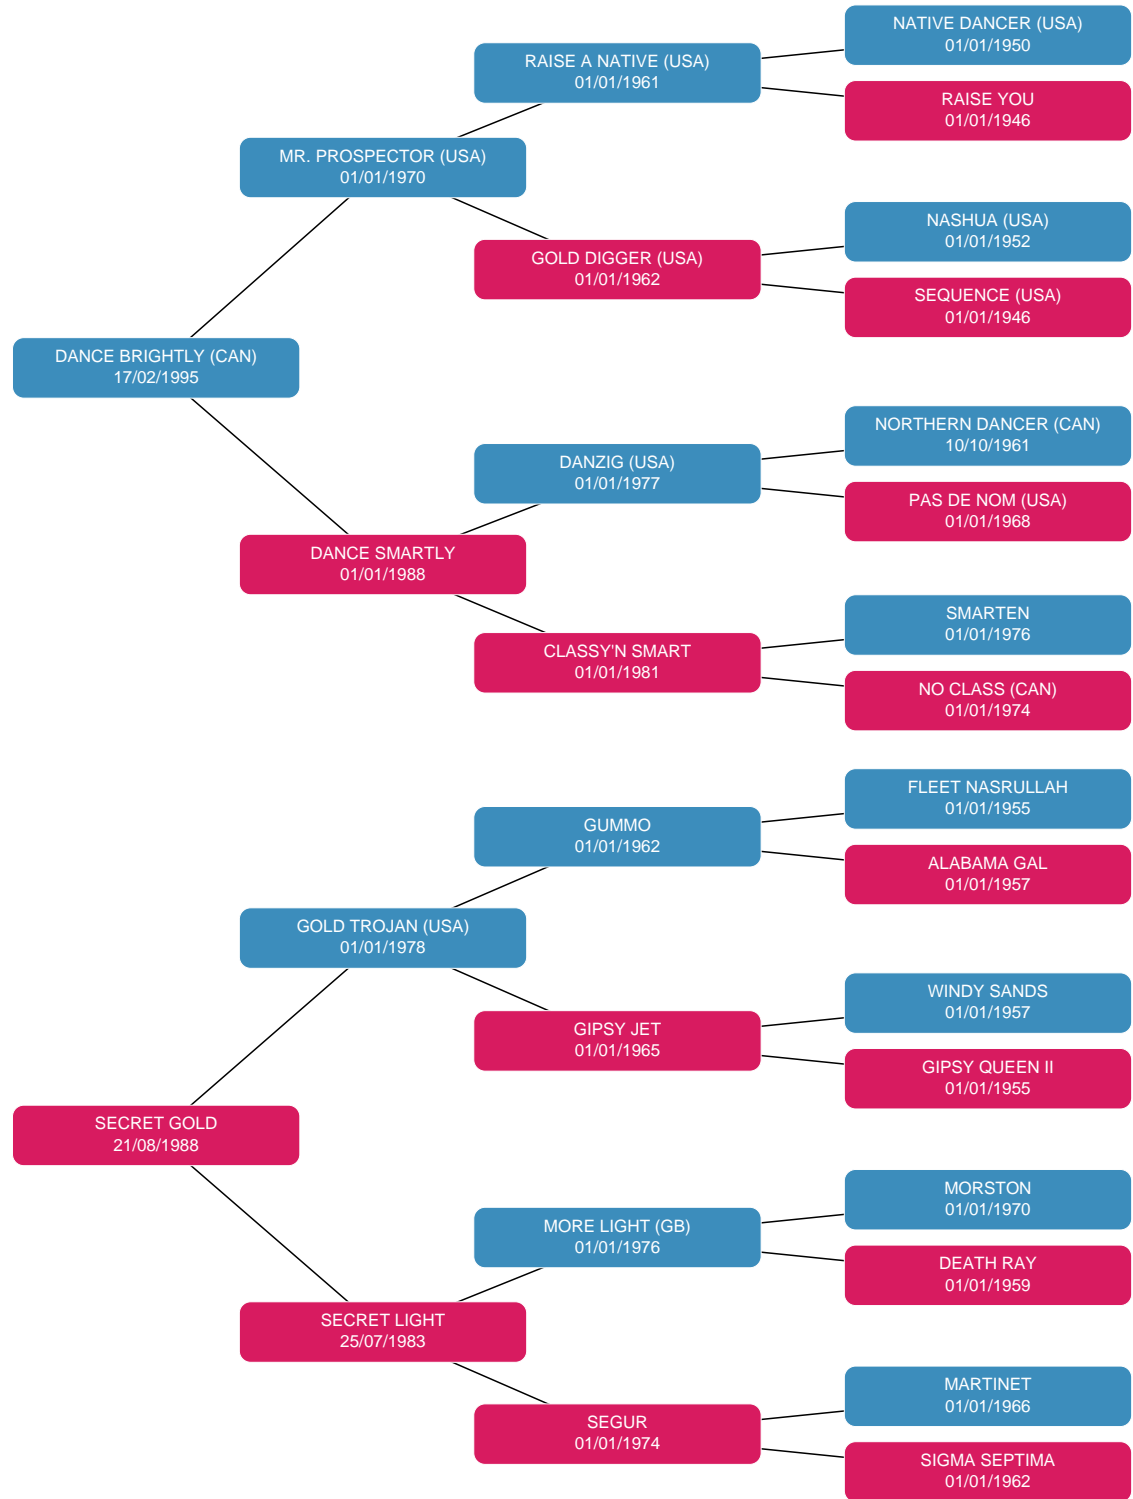 NATIVE DANCER (USA)
01/01/1950
RAISE A NATIVE (USA)
01/01/1961
RAISE YOU
01/01/1946
MR. PROSPECTOR (USA)
01/01/1970
NASHUA (USA)
01/01/1952
GOLD DIGGER (USA)
01/01/1962
SEQUENCE (USA)
01/01/1946
DANCE BRIGHTLY (CAN)
17/02/1995
NORTHERN DANCER (CAN)
10/10/1961
DANZIG (USA)
01/01/1977
PAS DE NOM (USA)
01/01/1968
DANCE SMARTLY
01/01/1988
SMARTEN
01/01/1976
CLASSY'N SMART
01/01/1981
NO CLASS (CAN)
01/01/1974
FLEET NASRULLAH
01/01/1955
GUMMO
01/01/1962
ALABAMA GAL
01/01/1957
GOLD TROJAN (USA)
01/01/1978
WINDY SANDS
01/01/1957
GIPSY JET
01/01/1965
GIPSY QUEEN II
01/01/1955
SECRET GOLD
21/08/1988
MORSTON
01/01/1970
MORE LIGHT (GB)
01/01/1976
DEATH RAY
01/01/1959
SECRET LIGHT
25/07/1983
MARTINET
01/01/1966
SEGUR
01/01/1974
SIGMA SEPTIMA
01/01/1962